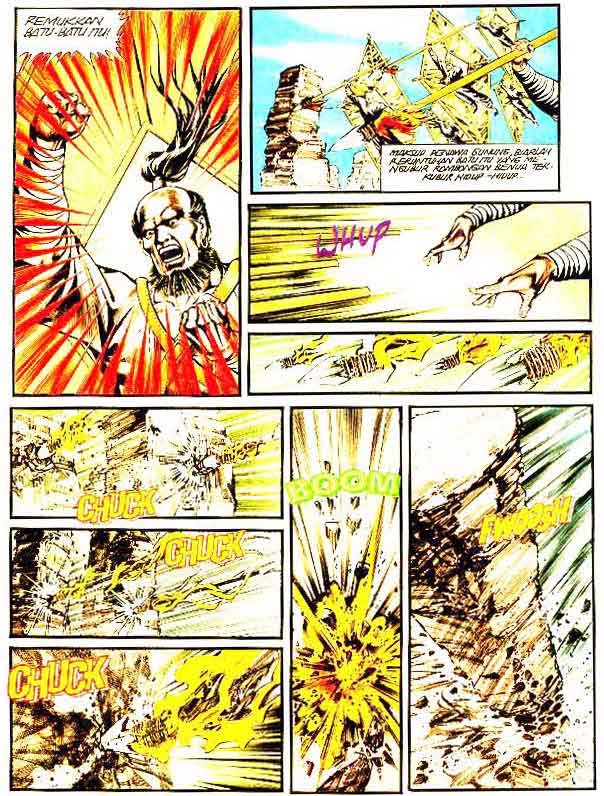 REMUKKAN
BATU-BATU ITU!
MAKSUD PENJAWA GUNUNG, BIARLAH
RERUNTUHAN BATU ITU YANG ME-
NGUBUR ROMBONGAN BENUA TER-
KUBUR HIDUP-HIDUP...
WHUP
CHUCK
CHUCK
CHUCK
BOOM
FWOOSH